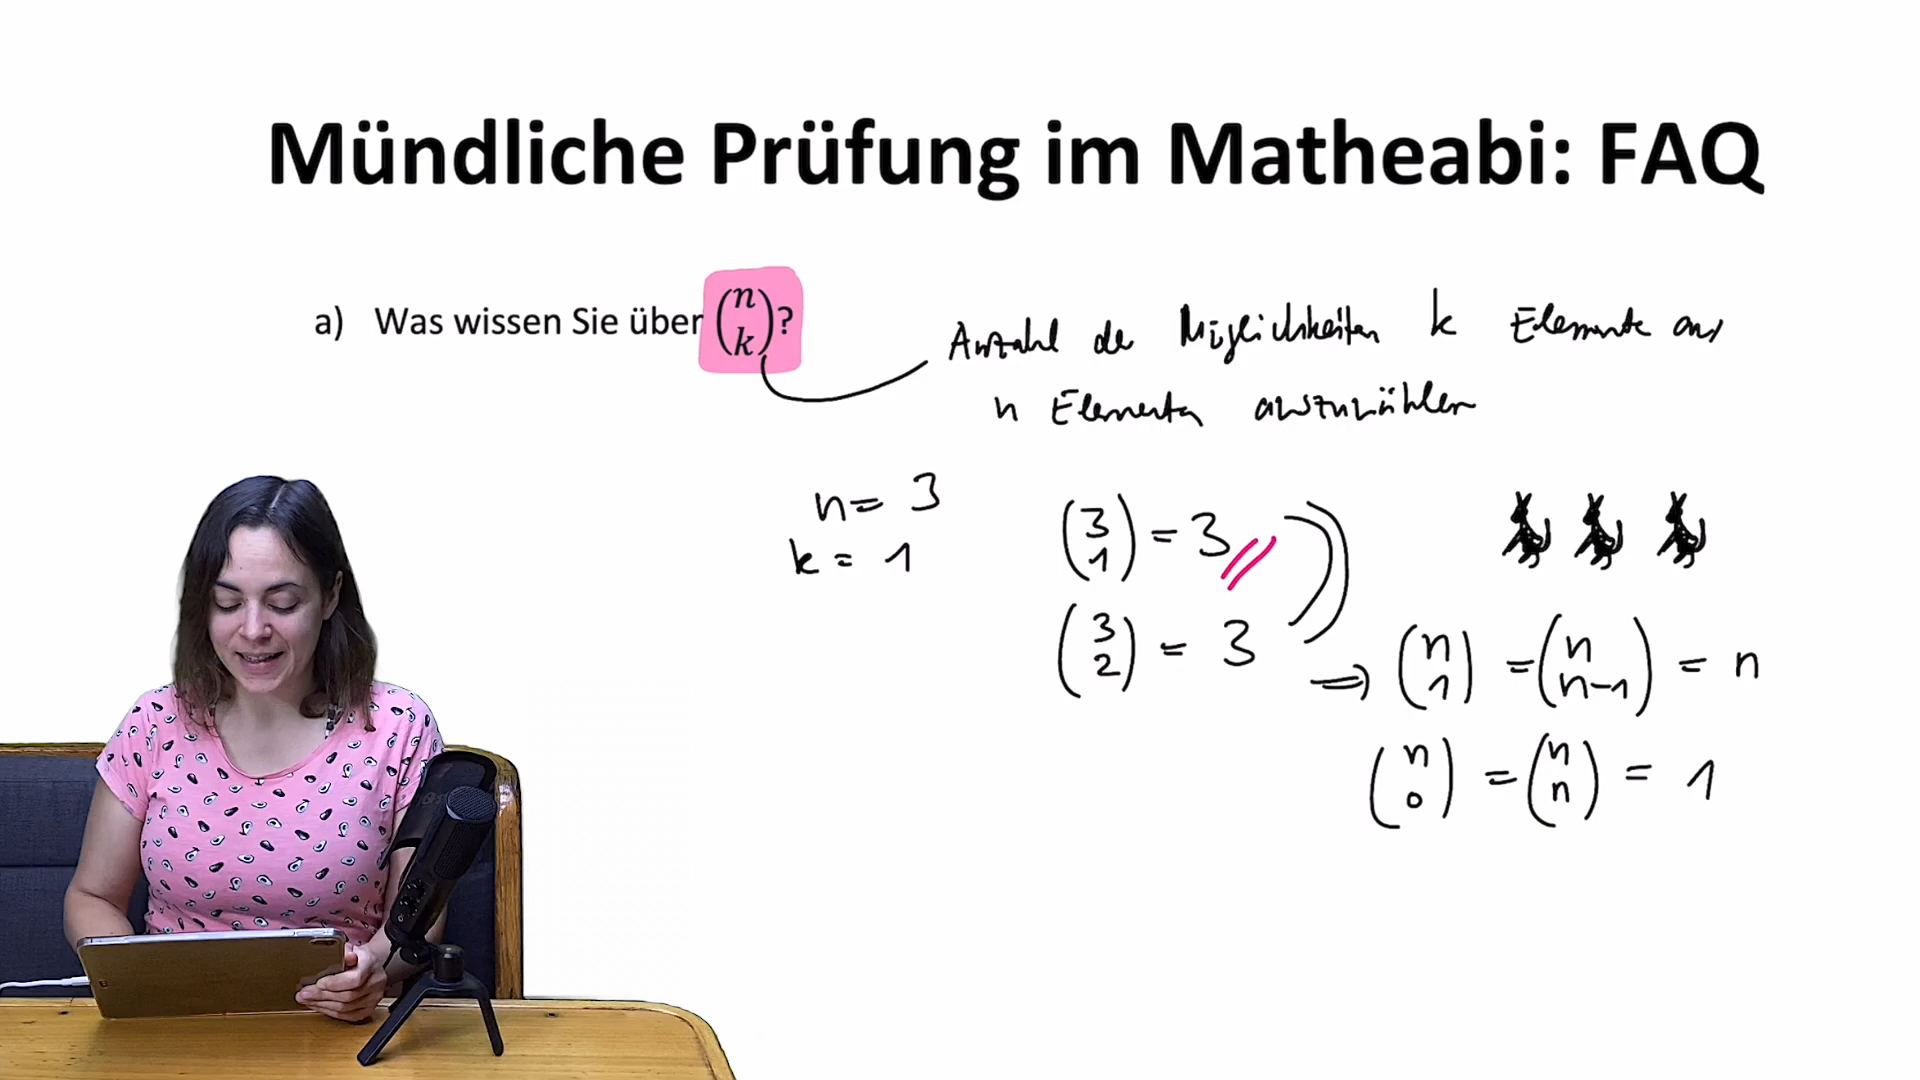 Mündliche Prüfung im Matheabi: FAQ
a) Was wissen Sie über (n k)?
Anzahl der Möglichkeiten k Elemente aus
n Elementen auszuwählen
n = 3
k = 1
(3 1) = 3
(3 2) = 3
⇒ (n 1) = (n n-1) = n
(n 0) = (n n) = 1